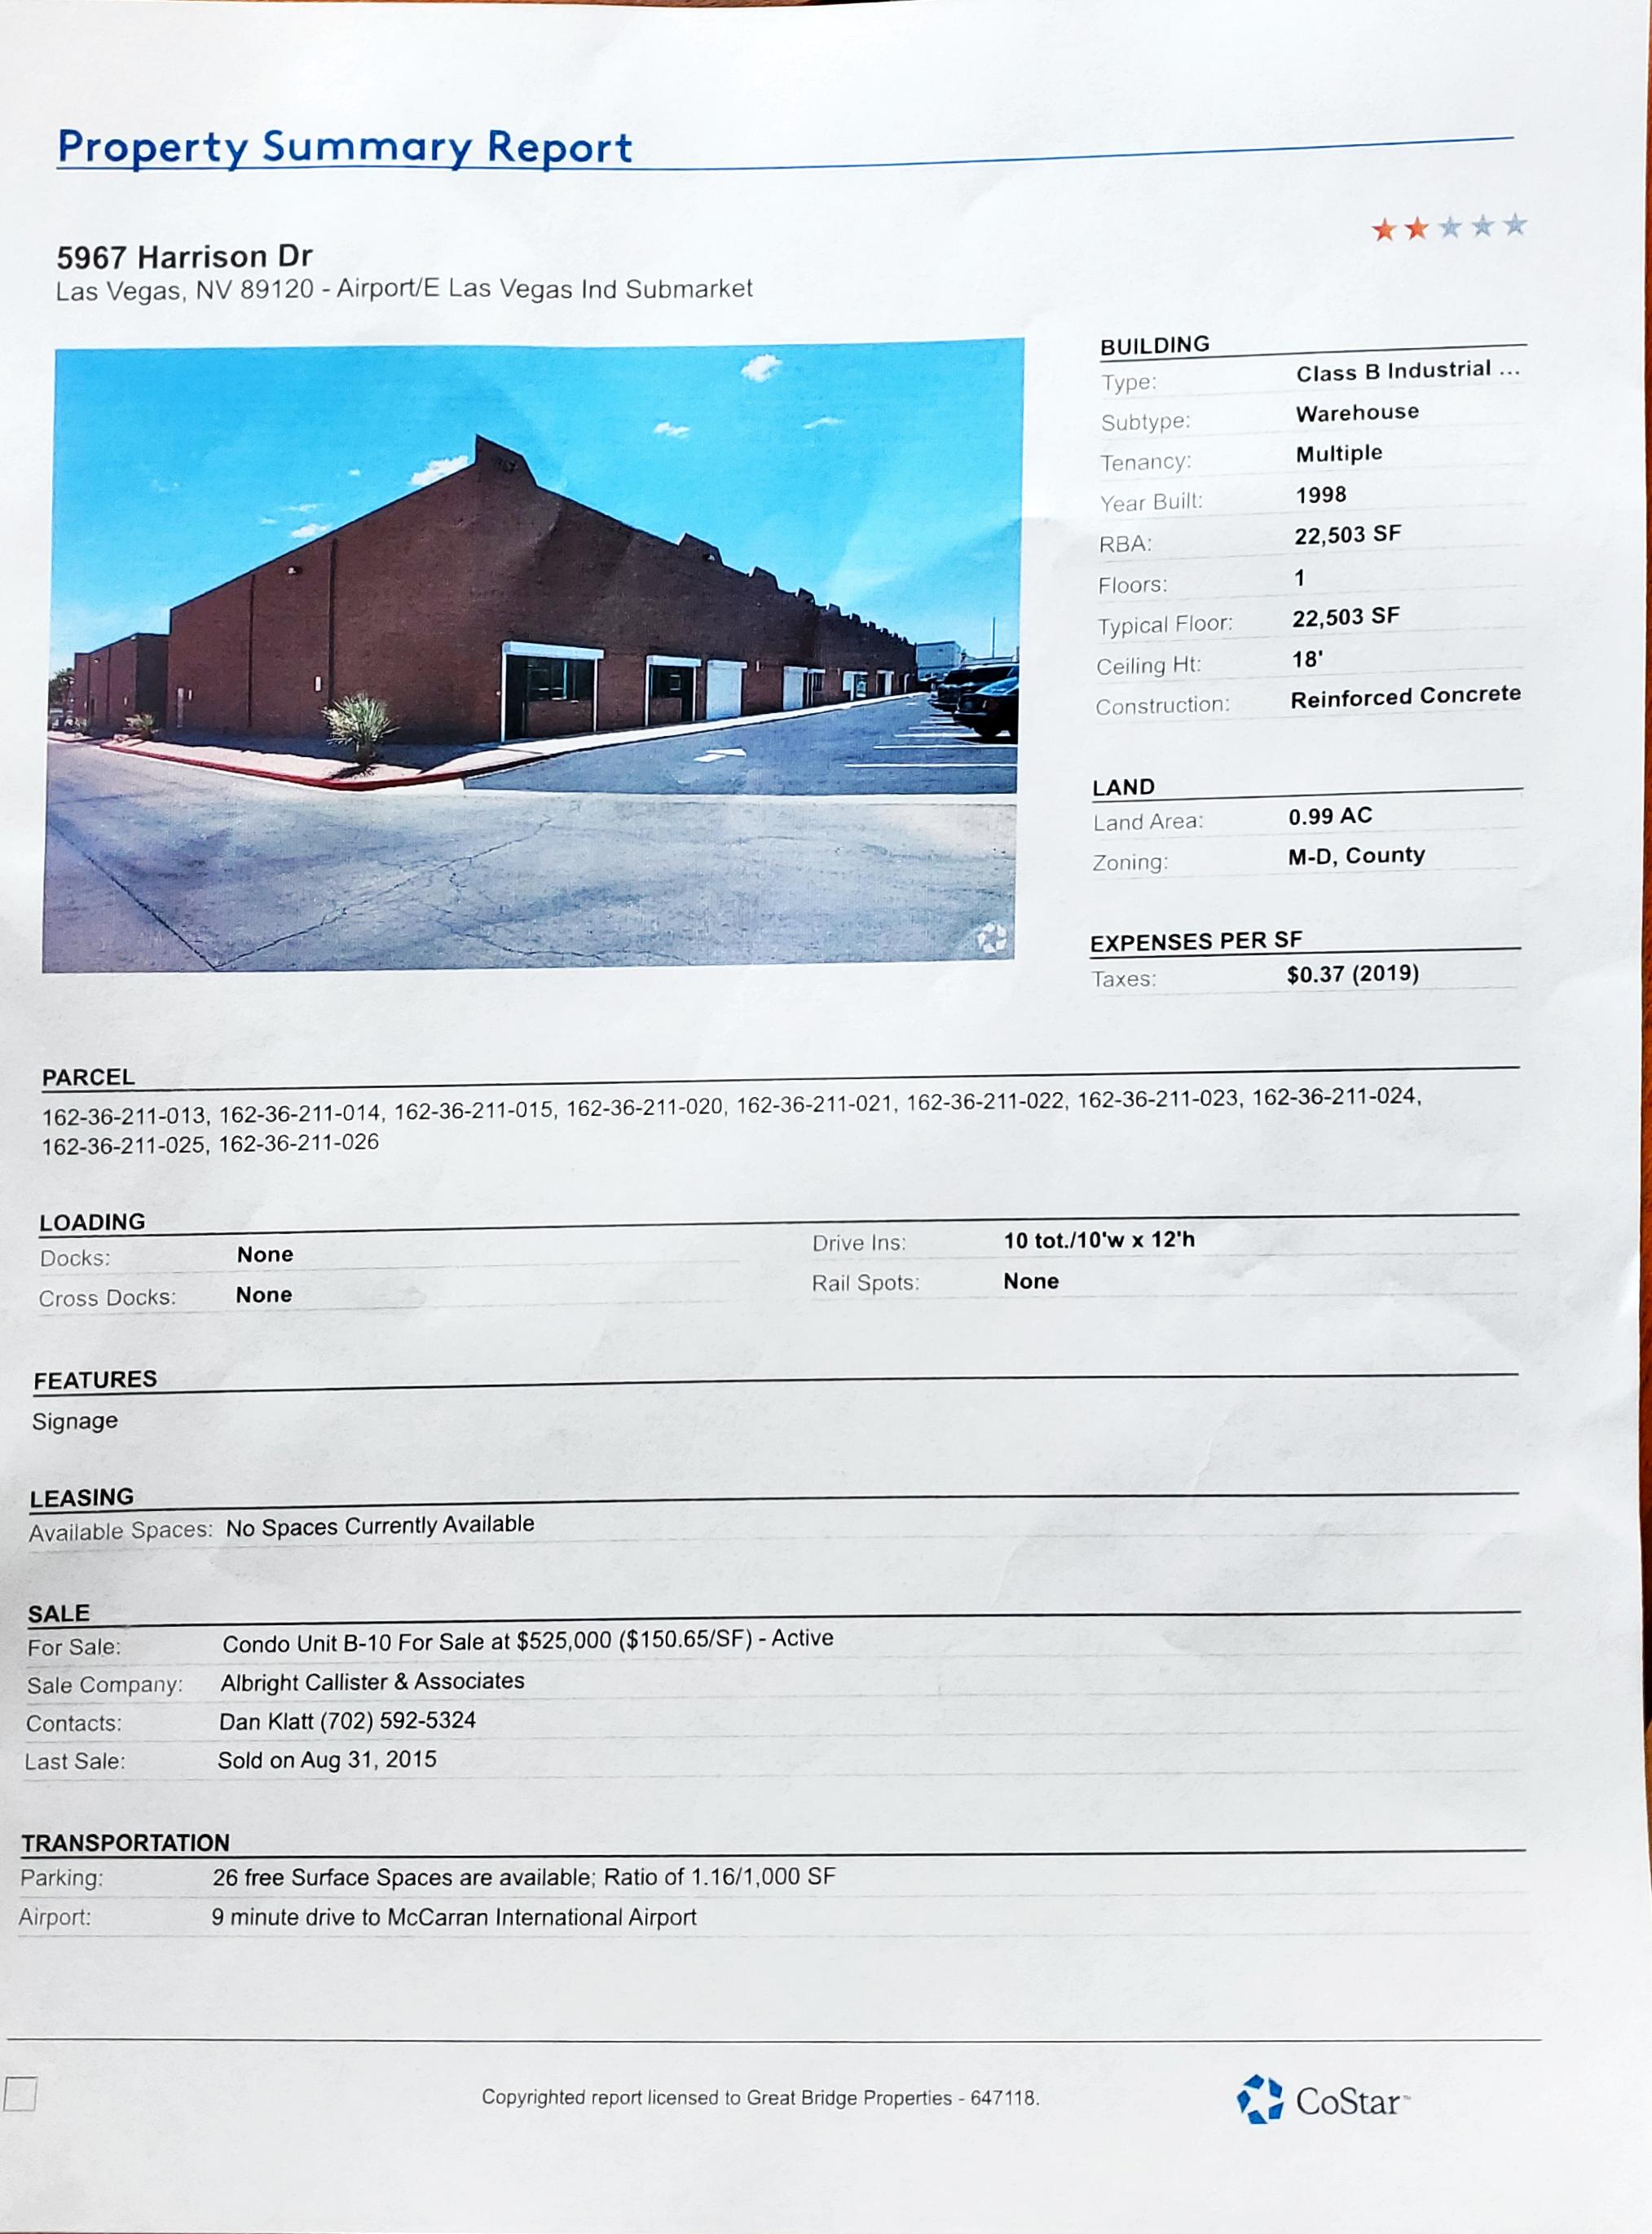 Property Summary Report
5967 Harrison Dr
Las Vegas, NV 89120 - Airport/E Las Vegas Ind Submarket
BUILDING
Type: Class B Industrial ...
Subtype: Warehouse
Tenancy: Multiple
Year Built: 1998
RBA: 22,503 SF
Floors: 1
Typical Floor: 22,503 SF
Ceiling Ht: 18'
Construction: Reinforced Concrete
LAND
Land Area: 0.99 AC
Zoning: M-D, County
EXPENSES PER SF
Taxes: $0.37 (2019)
PARCEL
162-36-211-013, 162-36-211-014, 162-36-211-015, 162-36-211-020, 162-36-211-021, 162-36-211-022, 162-36-211-023, 162-36-211-024,
162-36-211-025, 162-36-211-026
LOADING
Docks: None Drive Ins: 10 tot./10'w x 12'h
Cross Docks: None Rail Spots: None
FEATURES
Signage
LEASING
Available Spaces: No Spaces Currently Available
SALE
For Sale: Condo Unit B-10 For Sale at $525,000 ($150.65/SF) - Active
Sale Company: Albright Callister & Associates
Contacts: Dan Klatt (702) 592-5324
Last Sale: Sold on Aug 31, 2015
TRANSPORTATION
Parking: 26 free Surface Spaces are available; Ratio of 1.16/1,000 SF
Airport: 9 minute drive to McCarran International Airport
Copyrighted report licensed to Great Bridge Properties - 647118.
CoStar™